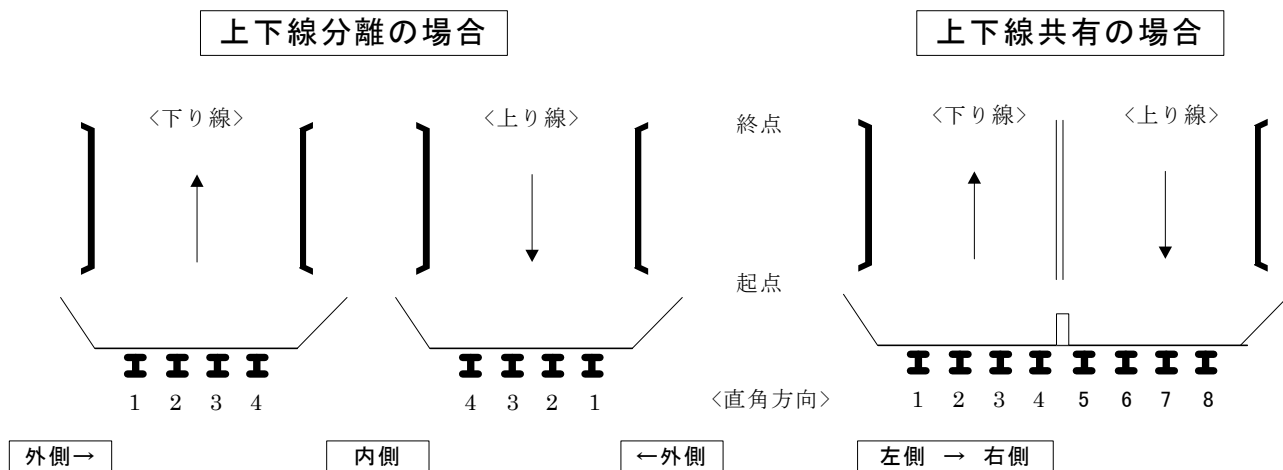 上下線分離の場合
上下線共有の場合
<下り線>
<上り線>
終点
<下り線>
<上り線>
起点
1 2 3 4
4 3 2 1
<直角方向>
1 2 3 4 5 6 7 8
外側→
内側
←外側
左側 → 右側